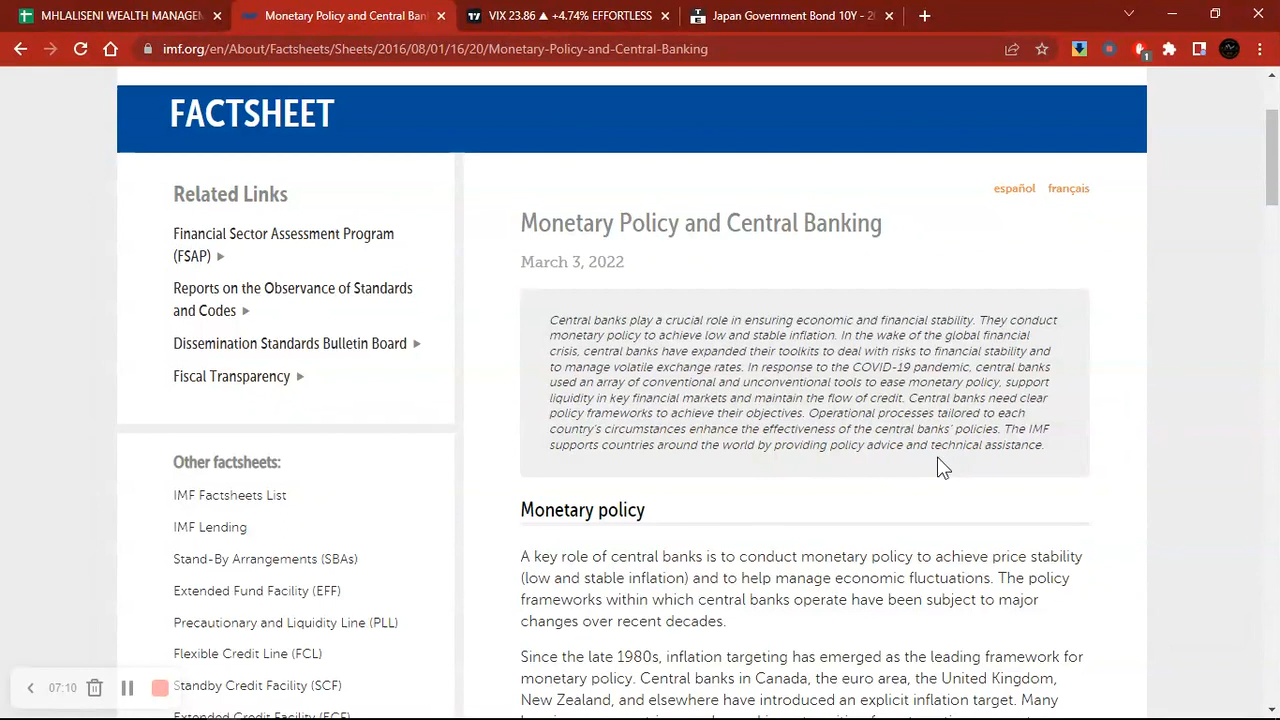 MHLALISENI WEALTH MANAGEM
Monetary Policy and Central Ban
VIX 23.86 ▲ +4.74% EFFORTLESS
Japan Government Bond 10Y - 20
imf.org/en/About/Factsheets/Sheets/2016/08/01/16/20/Monetary-Policy-and-Central-Banking
1
FACTSHEET
Related Links
Financial Sector Assessment Program
(FSAP)
Reports on the Observance of Standards
and Codes
Dissemination Standards Bulletin Board
Fiscal Transparency
Other factsheets:
IMF Factsheets List
IMF Lending
Stand-By Arrangements (SBAs)
Extended Fund Facility (EFF)
Precautionary and Liquidity Line (PLL)
Flexible Credit Line (FCL)
Standby Credit Facility (SCF)
Extended Credit Facility (ECF)
07:10
español français
Monetary Policy and Central Banking
March 3, 2022
Central banks play a crucial role in ensuring economic and financial stability. They conduct
monetary policy to achieve low and stable inflation. In the wake of the global financial
crisis, central banks have expanded their toolkits to deal with risks to financial stability and
to manage volatile exchange rates. In response to the COVID-19 pandemic, central banks
used an array of conventional and unconventional tools to ease monetary policy, support
liquidity in key financial markets and maintain the flow of credit. Central banks need clear
policy frameworks to achieve their objectives. Operational processes tailored to each
country's circumstances enhance the effectiveness of the central banks' policies. The IMF
supports countries around the world by providing policy advice and technical assistance.
Monetary policy
A key role of central banks is to conduct monetary policy to achieve price stability
(low and stable inflation) and to help manage economic fluctuations. The policy
frameworks within which central banks operate have been subject to major
changes over recent decades.
Since the late 1980s, inflation targeting has emerged as the leading framework for
monetary policy. Central banks in Canada, the euro area, the United Kingdom,
New Zealand, and elsewhere have introduced an explicit inflation target. Many